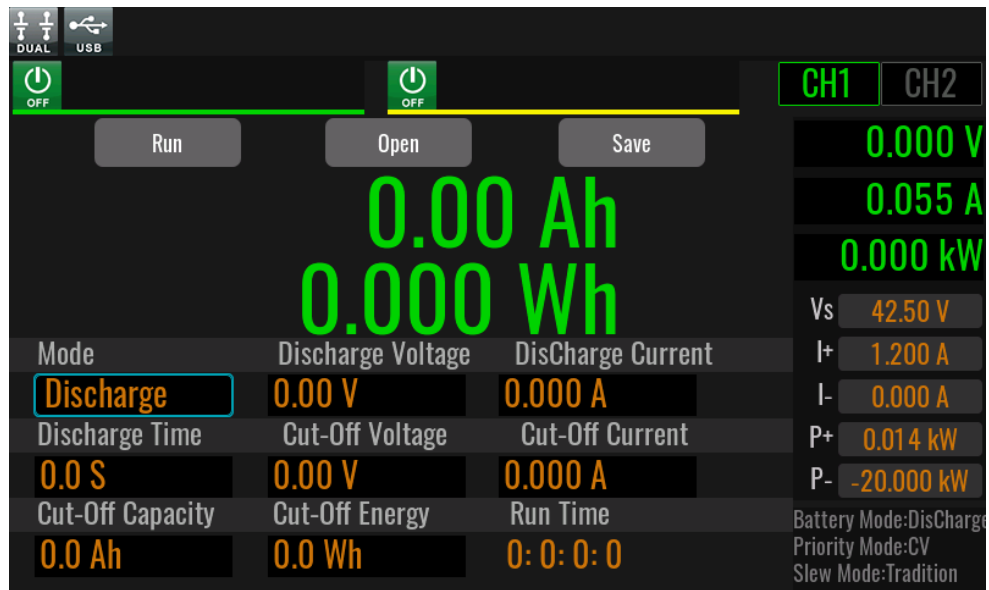 DUAL USB
OFF OFF CH1 CH2
Run Open Save
0.000 V
0.055 A
0.000 kW
0.00 Ah
0.000 Wh
Vs 42.50 V
I+ 1.200 A
I- 0.000 A
P+ 0.014 kW
P- -20.000 kW
Mode Discharge Voltage DisCharge Current
Discharge 0.00 V 0.000 A
Discharge Time Cut-Off Voltage Cut-Off Current
0.0 S 0.00 V 0.000 A
Cut-Off Capacity Cut-Off Energy Run Time
0.0 Ah 0.0 Wh 0: 0: 0: 0
Battery Mode:DisCharge
Priority Mode:CV
Slew Mode:Tradition